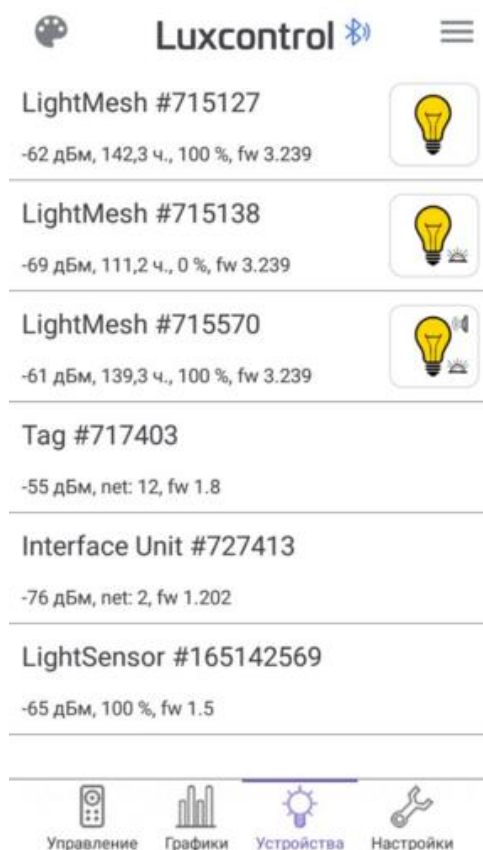 Luxcontrol
LightMesh #715127
-62 дБм, 142,3 ч., 100 %, fw 3.239
LightMesh #715138
-69 дБм, 111,2 ч., 0 %, fw 3.239
LightMesh #715570
-61 дБм, 139,3 ч., 100 %, fw 3.239
Tag #717403
-55 дБм, net: 12, fw 1.8
Interface Unit #727413
-76 дБм, net: 2, fw 1.202
LightSensor #165142569
-65 дБм, 100 %, fw 1.5
Управление Графики Устройства Настройки